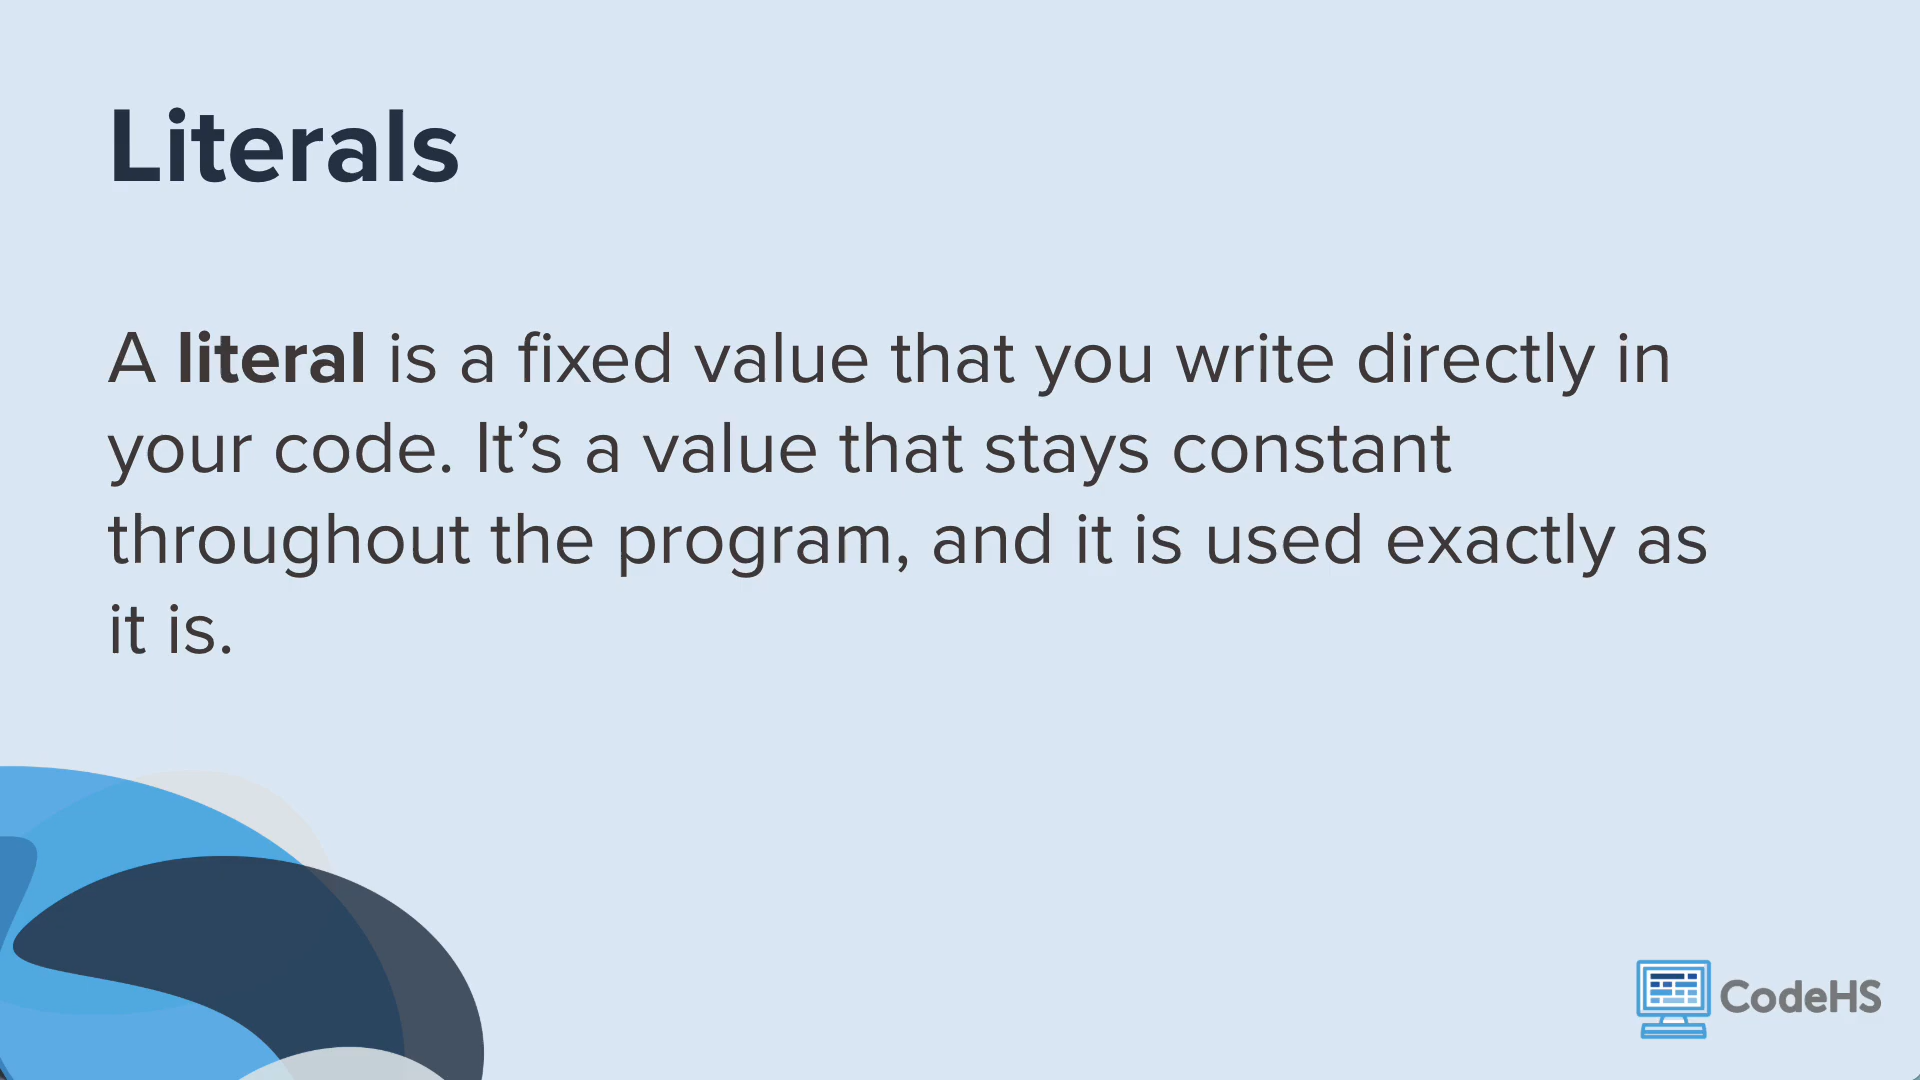 Literals
A literal is a fixed value that you write directly in
your code. It’s a value that stays constant
throughout the program, and it is used exactly as
it is.
CodeHS